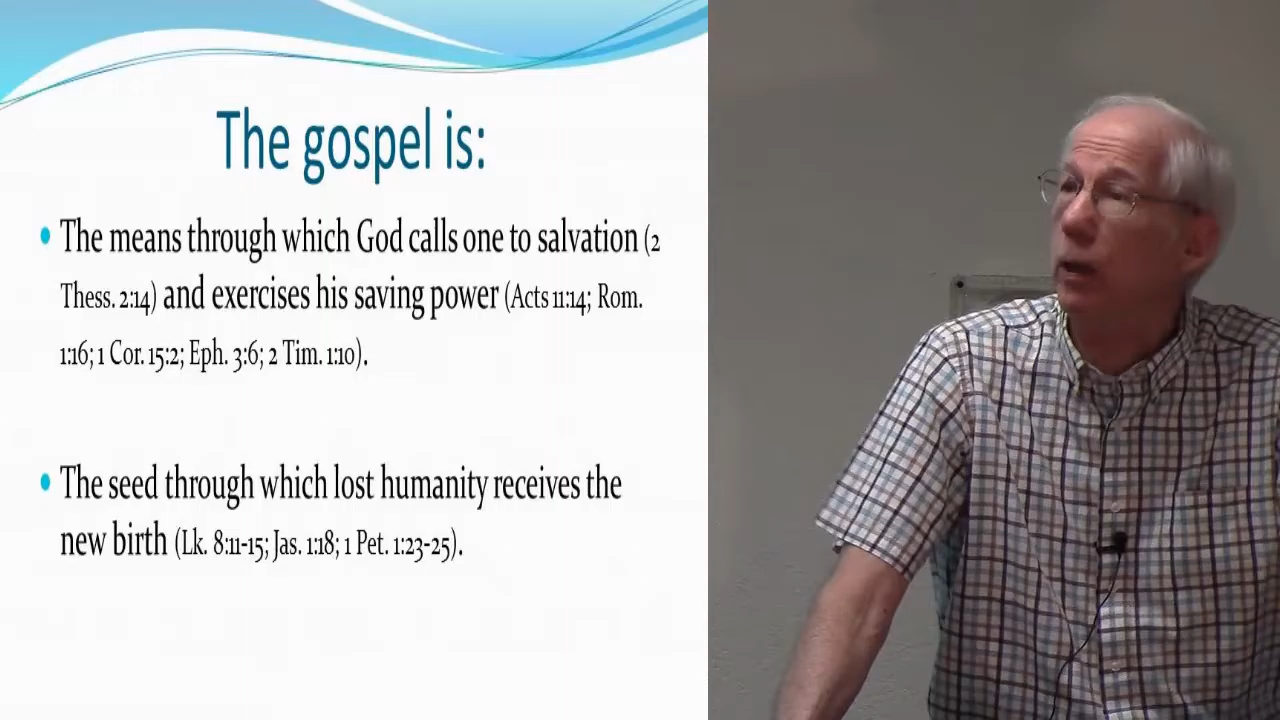 The gospel is:
• The means through which God calls one to salvation (2
Thess. 2:14) and exercises his saving power (Acts 11:14; Rom.
1:16; 1 Cor. 15:2; Eph. 3:6; 2 Tim. 1:10).
• The seed through which lost humanity receives the
new birth (Lk. 8:11-15; Jas. 1:18; 1 Pet. 1:23-25).